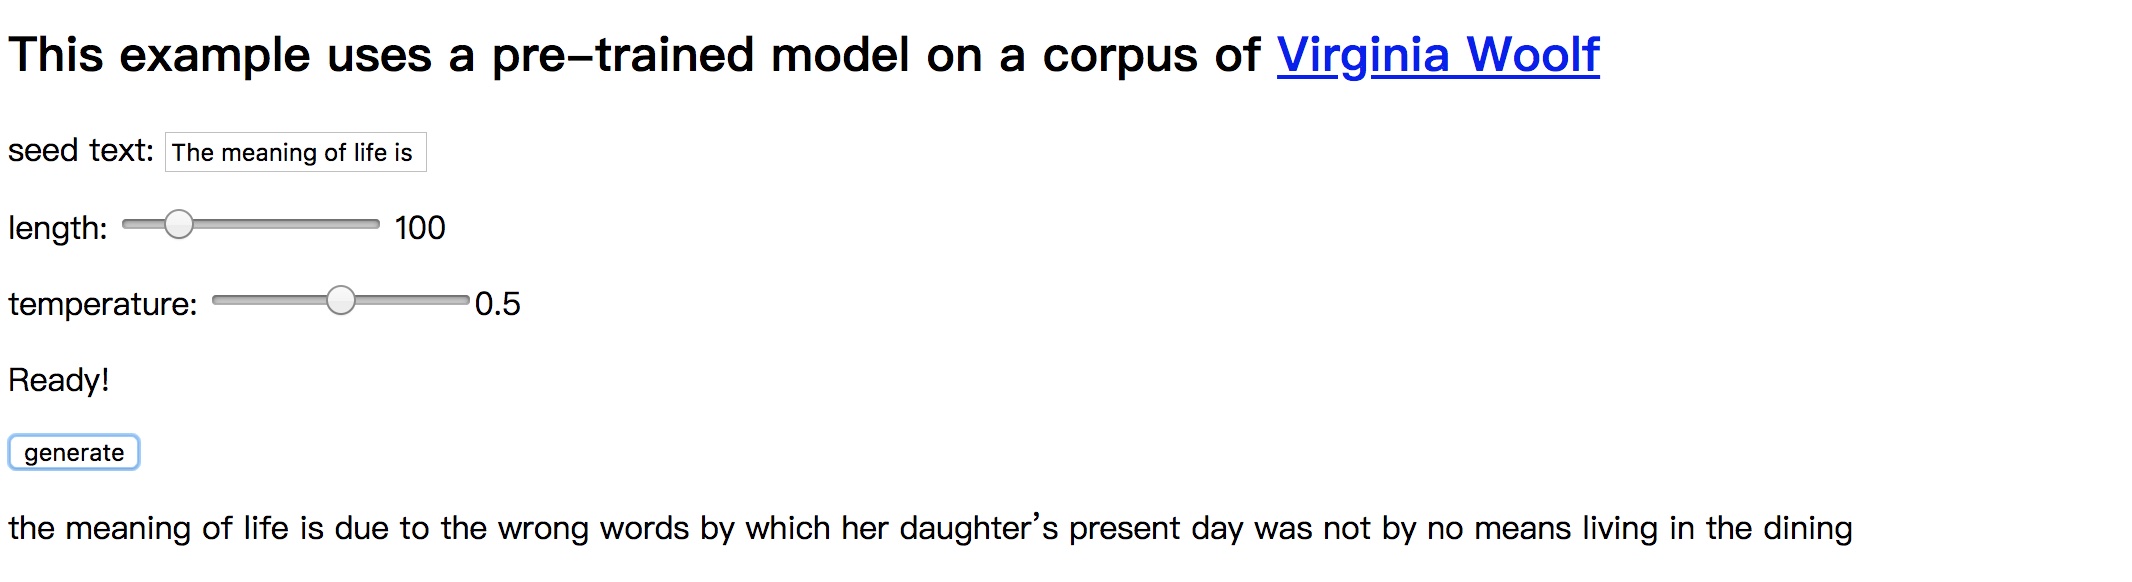 This example uses a pre-trained model on a corpus of Virginia Woolf
seed text: The meaning of life is
length: 100
temperature: 0.5
Ready!
generate
the meaning of life is due to the wrong words by which her daughter’s present day was not by no means living in the dining